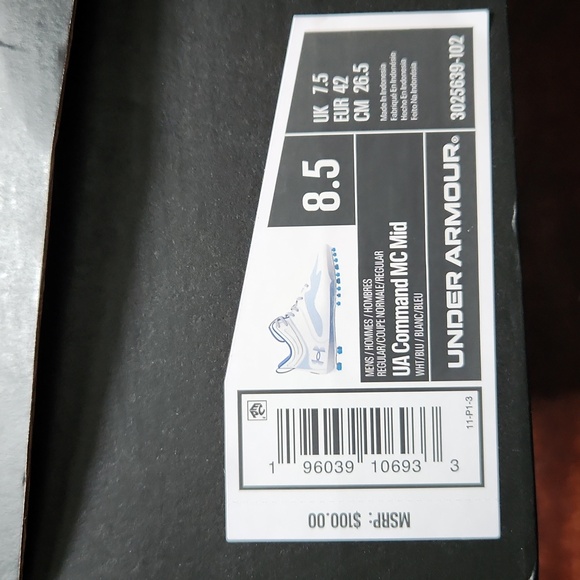 8.5
UK 7.5
EUR 42
CM 26.5
Made In Indonesia
Fabriqué En Indonésie
Hecho En Indonesia
Feito Na Indonésia
MENS / HOMMES / HOMBRES
REGULAR/COUPE NORMALE/REGULAR
UA Command MC Mid
WHT/BLU / BLANC/BLEU
UNDER ARMOUR®
3025639-102
1 96039 10693 3
11-P1-3
MSRP: $100.00